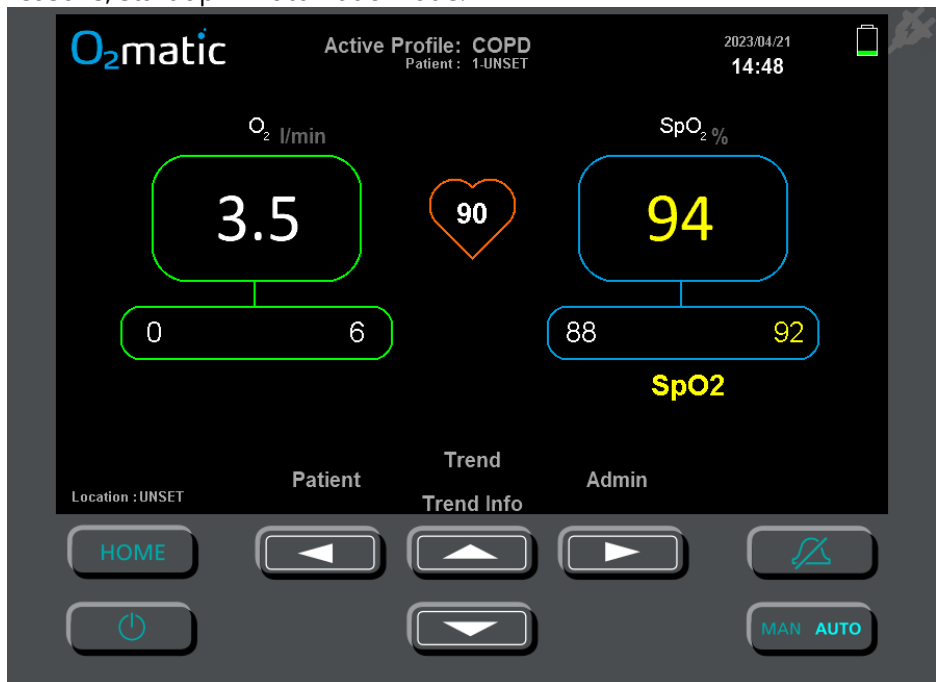 O2matic
Active Profile: COPD
Patient : 1-UNSET
2023/04/21
14:48
O2 l/min
SpO2 %
3.5
90
94
0 6
88 92
SpO2
Trend
Patient
Admin
Location : UNSET
Trend Info
HOME
MAN AUTO